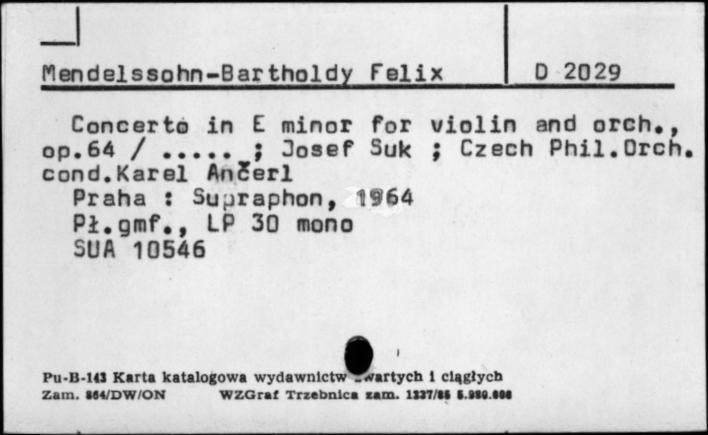 Mendelssohn-Bartholdy Felix D 2029
Concerto in E minor for violin and orch.,
op.64 / ..... ; Josef Suk ; Czech Phil.Orch.
cond.Karel Ančerl
Praha : Supraphon, 1964
Pł.gmf., LP 30 mono
SUA 10546
Pu-B-143 Karta katalogowa wydawnictw wartych i ciągłych
Zam. 864/DW/ON WZGraf Trzebnica zam.